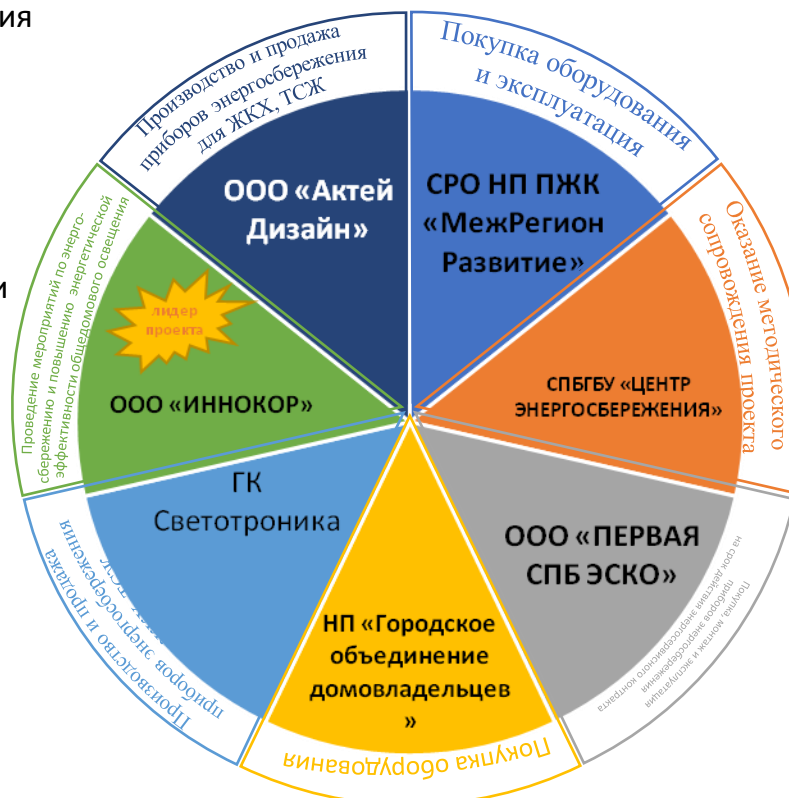 ия
и
Производство и продажа
приборов энергосбережения
для ЖКХ, ТСЖ
Покупка оборудования
и эксплуатация
ООО «Актей
Дизайн»
СРО НП ПЖК
«МежРегион
Развитие»
Оказание методического
сопровождения проекта
СПБГБУ «ЦЕНТР
ЭНЕРГОСБЕРЕЖЕНИЯ»
Проведение мероприятий по энерго-
сбережению и повышению энергетической
эффективности общедомового освещения
лидер
проекта
ООО «ИННОКОР»
ГК
Светотроника
Производство и продажа
приборов энергосбережения
ООО «ПЕРВАЯ
СПБ ЭСКО»
Покупка, монтаж и эксплуатация
приборов энергосбережения
на срок действия энергосервисного контракта
НП «Городское
объединение
домовладельцев
»
Покупка оборудования